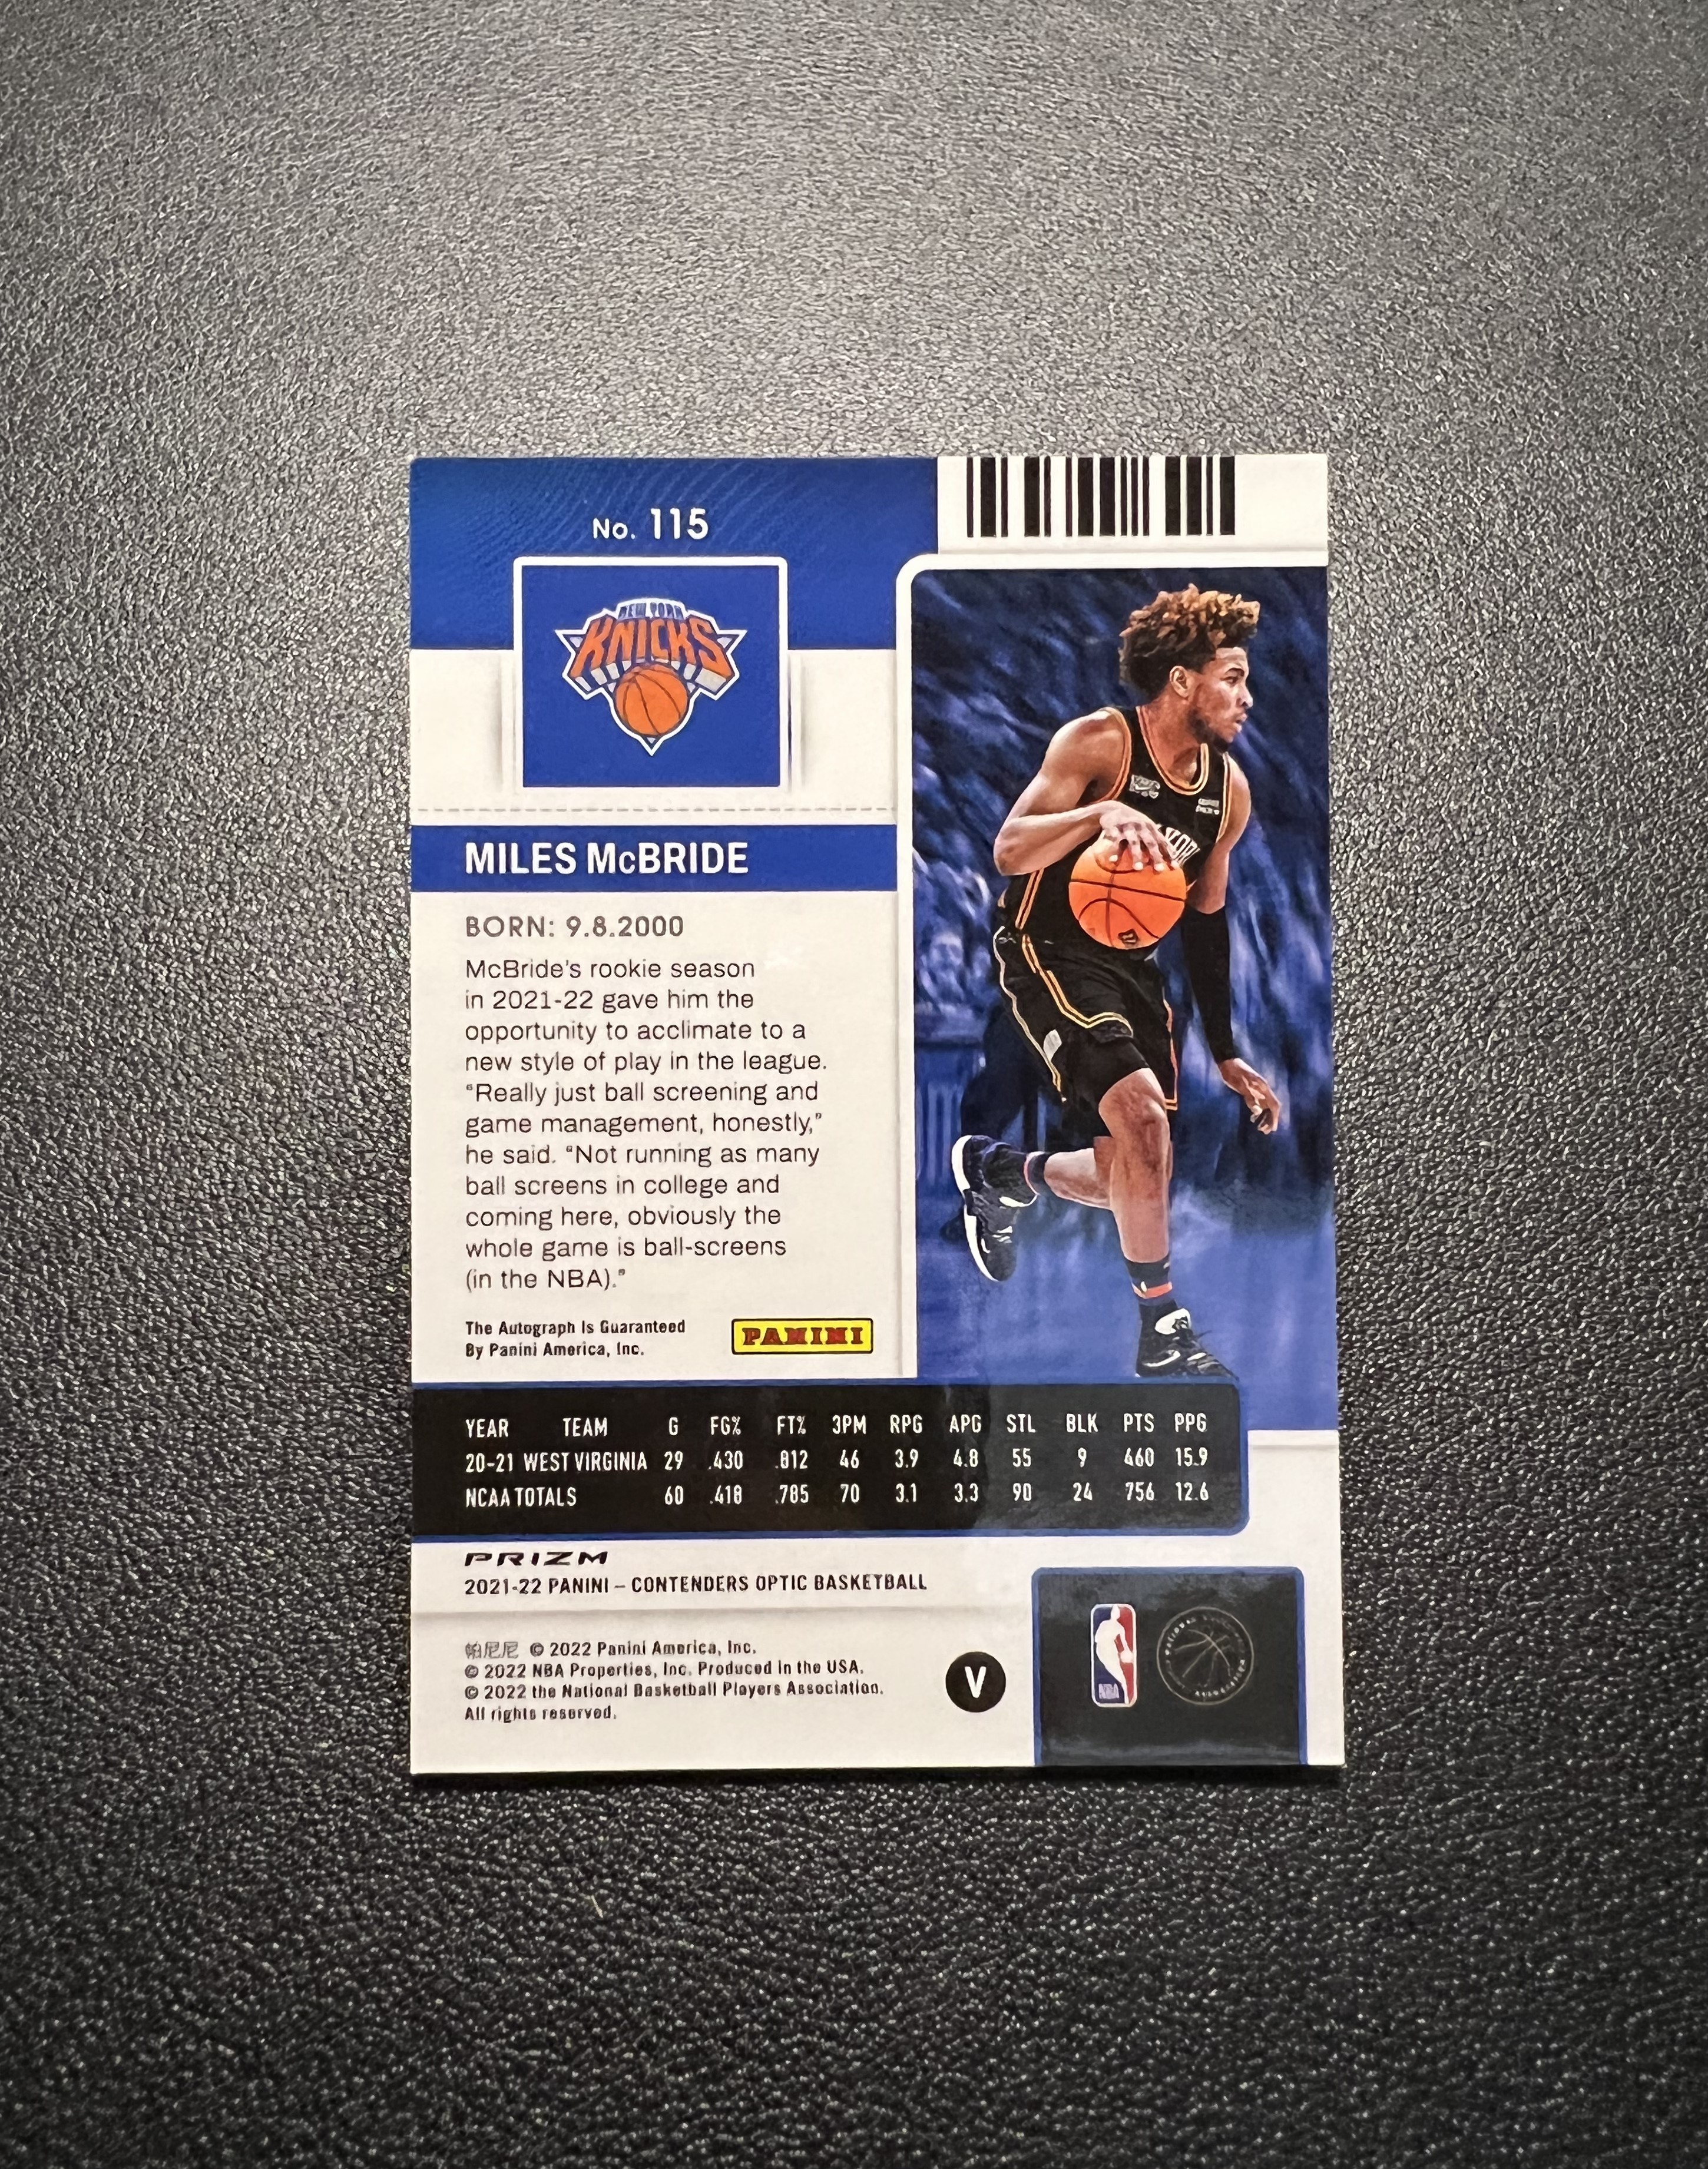 No. 115
NEW YORK
KNICKS
MILES McBRIDE
BORN: 9.8.2000
McBride's rookie season
in 2021-22 gave him the
opportunity to acclimate to a
new style of play in the league.
“Really just ball screening and
game management, honestly,”
he said. “Not running as many
ball screens in college and
coming here, obviously the
whole game is ball-screens
(in the NBA).”
The Autograph Is Guaranteed
By Panini America, Inc.
PANINI
YEAR TEAM G FG% FT% 3PM RPG APG STL BLK PTS PPG
20-21 WEST VIRGINIA 29 .430 .812 46 3.9 4.8 55 9 460 15.9
NCAA TOTALS 60 .418 .785 70 3.1 3.3 90 24 756 12.6
PRIZM
2021-22 PANINI – CONTENDERS OPTIC BASKETBALL
帕尼尼 © 2022 Panini America, Inc.
© 2022 NBA Properties, Inc. Produced in the USA.
© 2022 the National Basketball Players Association.
All rights reserved.
V
NBA